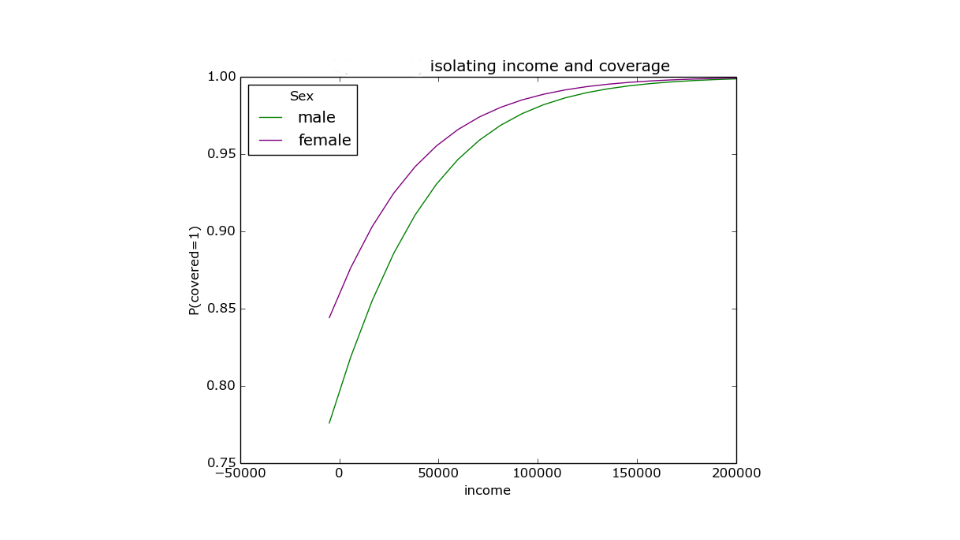 isolating income and coverage
1.00
0.95
0.90
0.85
0.80
0.75
P(covered=1)
Sex
male
female
−50000 0 50000 100000 150000 200000
income